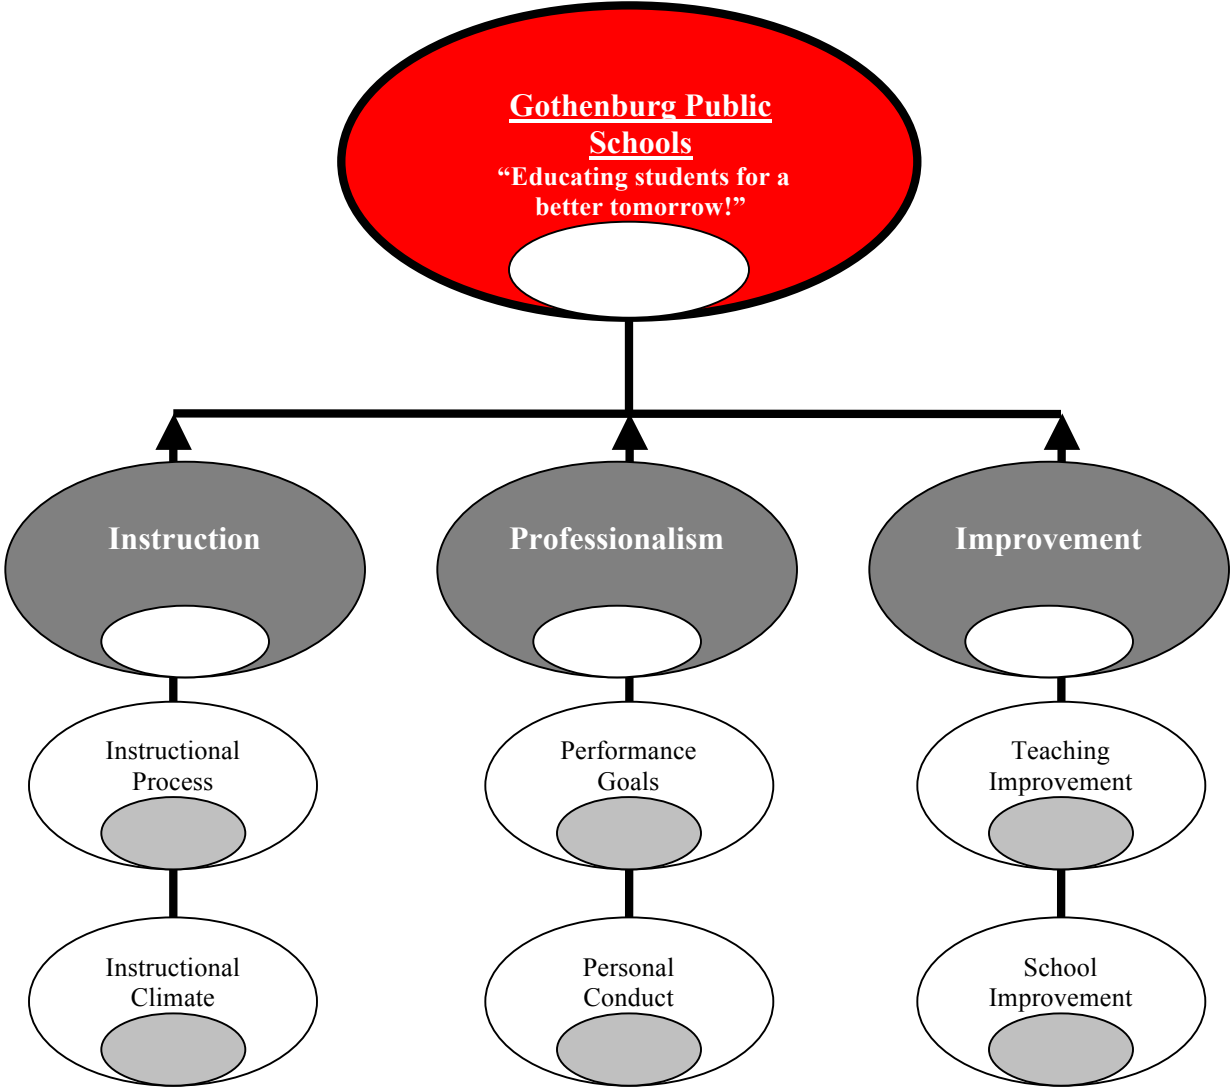 Gothenburg Public
Schools
“Educating students for a
better tomorrow!”
Instruction
Professionalism
Improvement
Instructional
Process
Performance
Goals
Teaching
Improvement
Instructional
Climate
Personal
Conduct
School
Improvement